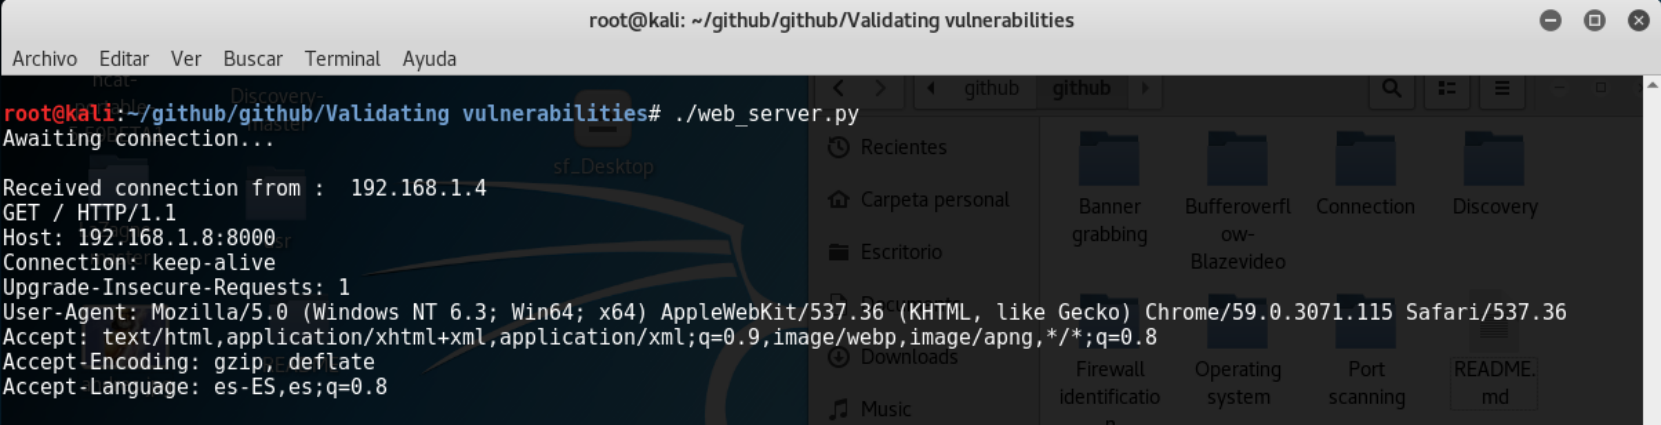 root@kali: ~/github/github/Validating vulnerabilities
Archivo Editar Ver Buscar Terminal Ayuda
root@kali:~/github/github/Validating vulnerabilities# ./web_server.py
Awaiting connection...
Received connection from :  192.168.1.4
GET / HTTP/1.1
Host: 192.168.1.8:8000
Connection: keep-alive
Upgrade-Insecure-Requests: 1
User-Agent: Mozilla/5.0 (Windows NT 6.3; Win64; x64) AppleWebKit/537.36 (KHTML, like Gecko) Chrome/59.0.3071.115 Safari/537.36
Accept: text/html,application/xhtml+xml,application/xml;q=0.9,image/webp,image/apng,*/*;q=0.8
Accept-Encoding: gzip, deflate
Accept-Language: es-ES,es;q=0.8
ncat-
Discovery-
master
sf_Desktop
github github
Recientes
Carpeta personal
Escritorio
Downloads
Music
Banner
grabbing
Bufferoverfl
ow-
Blazevideo
Connection
Discovery
Firewall
identificatio
n
Operating
system
Port
scanning
README.
md